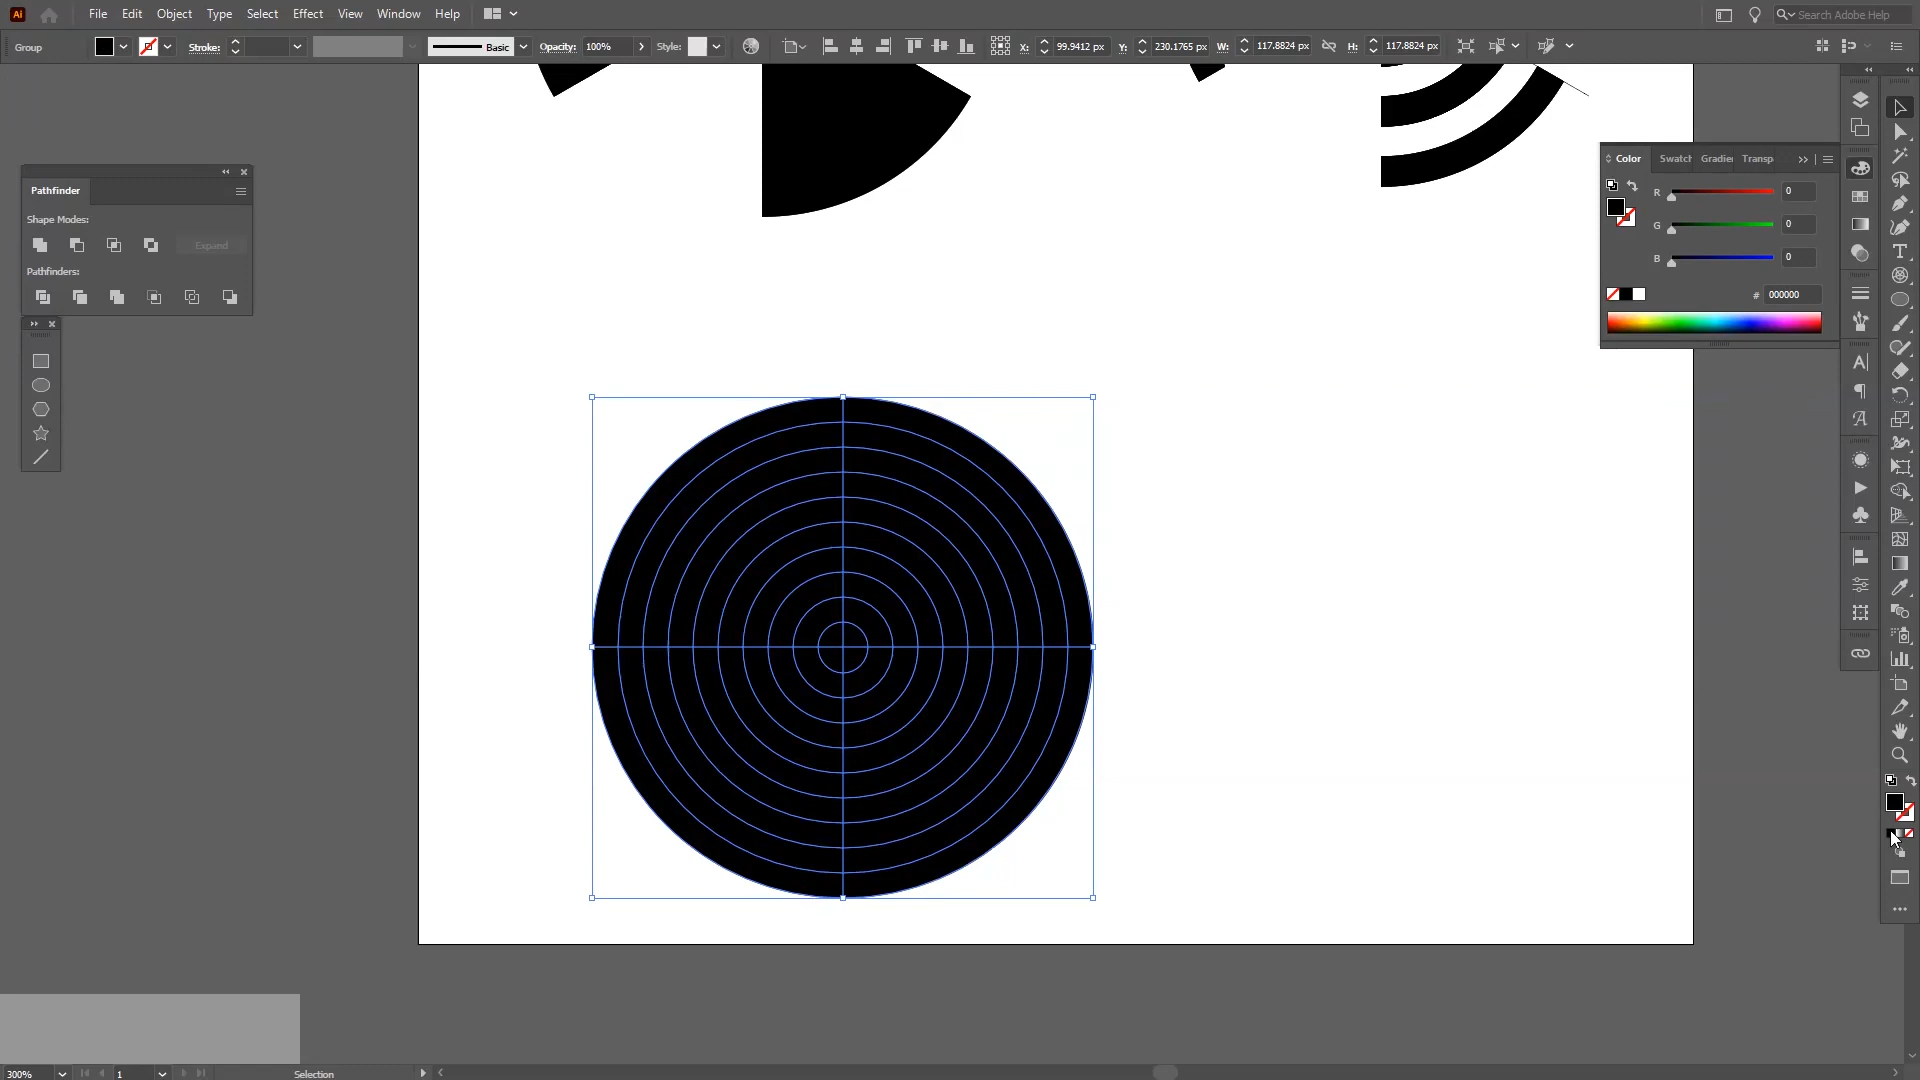 Ai File Edit Object Type Select Effect View Window Help Search Adobe Help
Group Stroke: Basic Opacity: 100% Style: X: 99.9412 px Y: 230.1765 px W: 117.8824 px H: 117.8824 px
Pathfinder
Shape Modes:
Expand
Pathfinders:
Color Swatch Gradie Transp
R 0
G 0
B 0
# 000000
300% 1 Selection